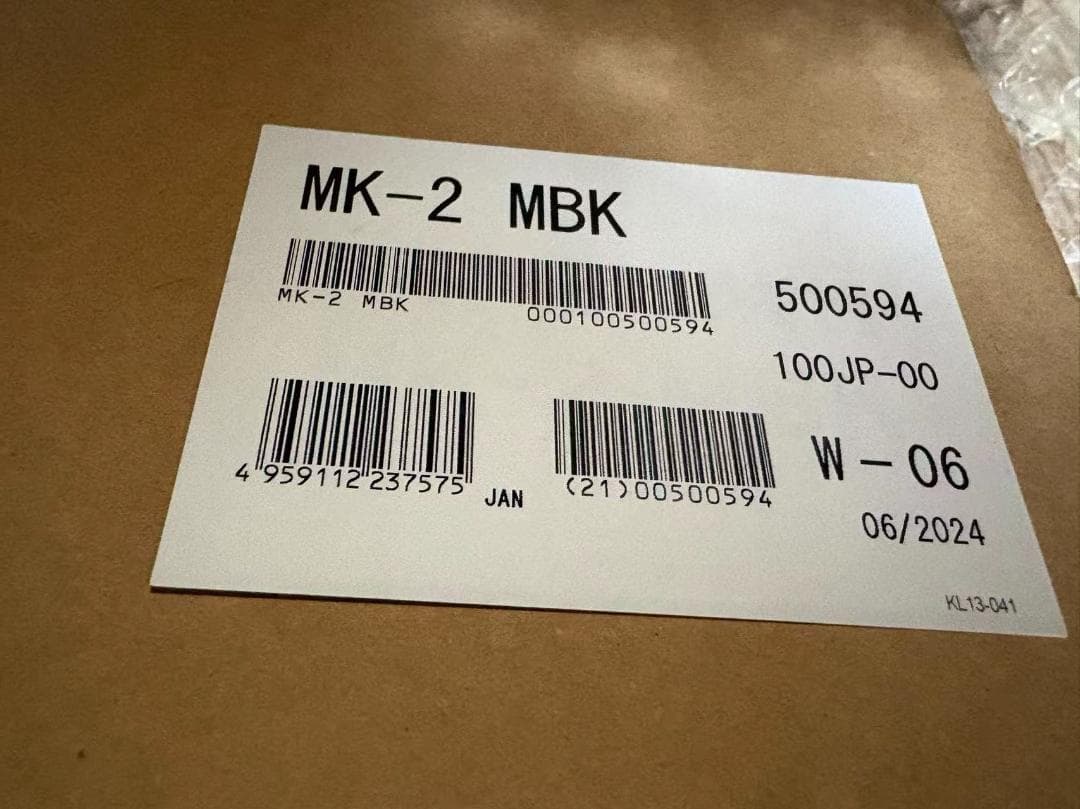 MK-2 MBK
MK-2 MBK
000100500594
500594
100JP-00
4 959112 237575
JAN
(21)00500594
W-06
06/2024
KL13-041